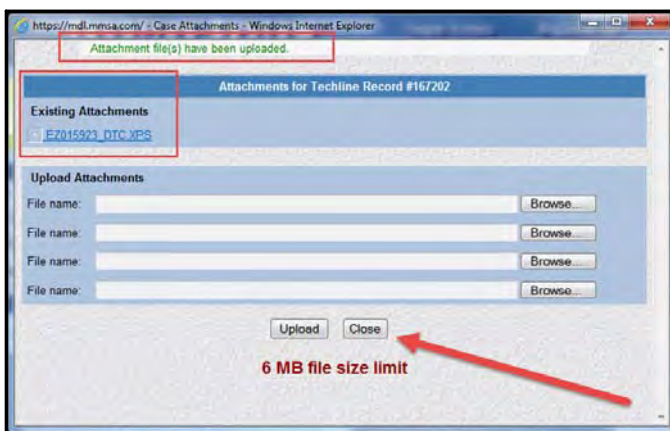 https://mdl.mmsa.com/ - Case Attachments - Windows Internet Explorer
Attachment file(s) have been uploaded.
Attachments for Techline Record #167202
Existing Attachments
EZ015923_DTC.XPS
Upload Attachments
File name: Browse...
File name: Browse...
File name: Browse...
File name: Browse...
Upload Close
6 MB file size limit